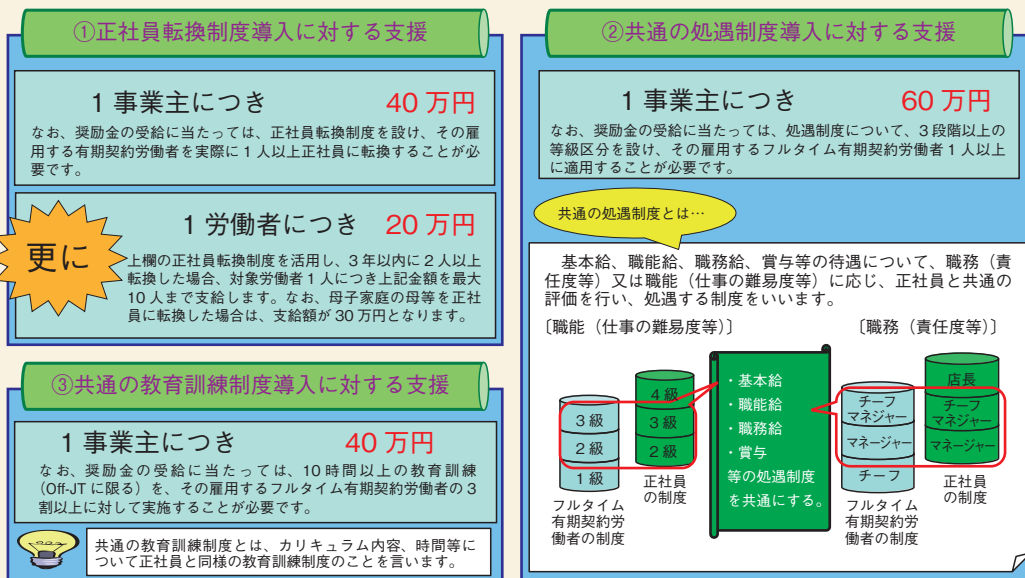 ①正社員転換制度導入に対する支援
1 事業主につき 40 万円
なお、奨励金の受給に当たっては、正社員転換制度を設け、その雇
用する有期契約労働者を実際に 1 人以上正社員に転換することが必
要です。
更に
1 労働者につき 20 万円
上欄の正社員転換制度を活用し、3 年以内に 2 人以上
転換した場合、対象労働者 1 人につき上記金額を最大
10 人まで支給します。なお、母子家庭の母等を正社
員に転換した場合は、支給額が 30 万円となります。
③共通の教育訓練制度導入に対する支援
1 事業主につき 40 万円
なお、奨励金の受給に当たっては、10 時間以上の教育訓練
(Off-JT に限る）を、その雇用するフルタイム有期契約労働者の 3
割以上に対して実施することが必要です。
共通の教育訓練制度とは、カリキュラム内容、時間等に
ついて正社員と同様の教育訓練制度のことを言います。
②共通の処遇制度導入に対する支援
1 事業主につき 60 万円
なお、奨励金の受給に当たっては、処遇制度について、3 段階以上の
等級区分を設け、その雇用するフルタイム有期契約労働者 1 人以上
に適用することが必要です。
共通の処遇制度とは…
基本給、職能給、職務給、賞与等の待遇について、職務（責
任度等）又は職能（仕事の難易度等）に応じ、正社員と共通の
評価を行い、処遇する制度をいいます。
〔職能（仕事の難易度等）〕 〔職務（責任度等）〕
3 級
2 級
1 級
フルタイム
有期契約労
働者の制度
4 級
3 級
2 級
正社員
の制度
・基本給
・職能給
・職務給
・賞与
等の処遇制度
を共通にする。
チーフ
マネジャー
マネージャー
チーフ
フルタイム
有期契約労
働者の制度
店長
チーフ
マネジャー
マネージャー
正社員
の制度